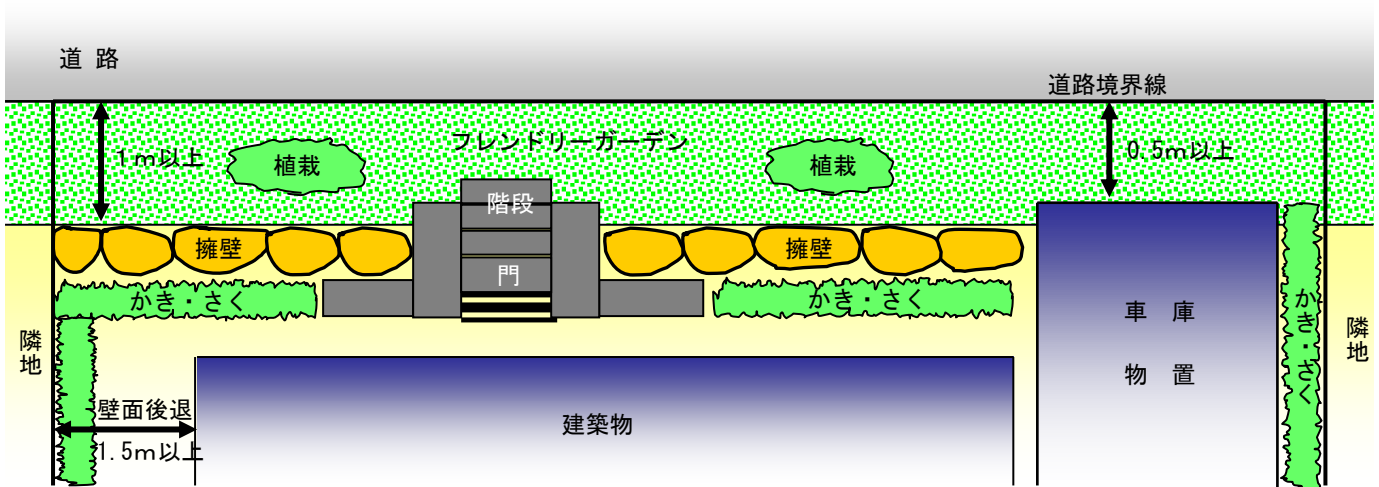 道 路
道路境界線
フレンドリーガーデン
1m以上
植栽
植栽
0.5m以上
階段
擁壁
擁壁
門
かき・さく
かき・さく
かき・さく
車 庫
物 置
隣地
隣地
壁面後退
1.5m以上
建築物